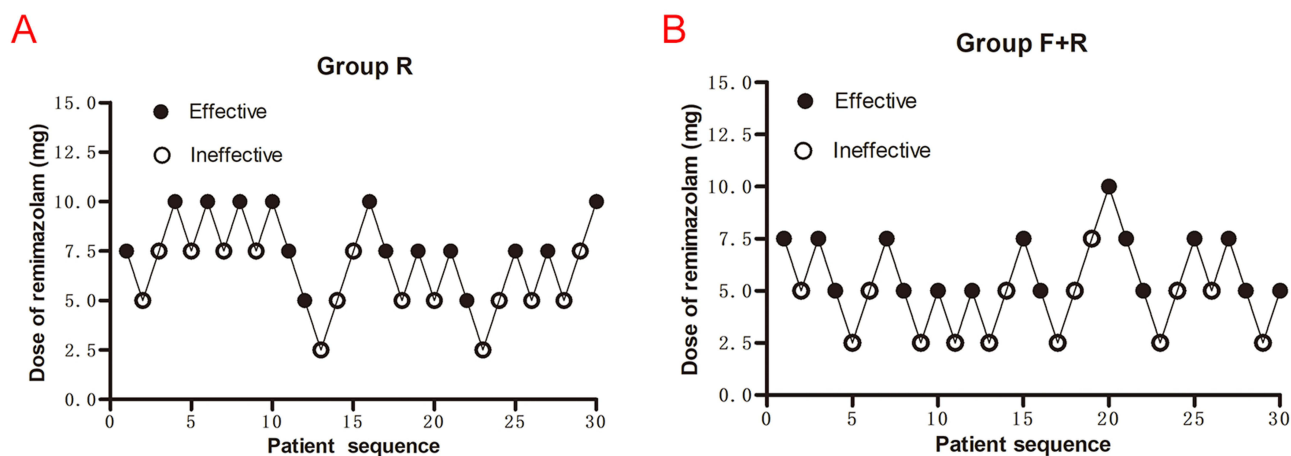 A
Group R
Effective
Ineffective
Dose of remimazolam (mg)
15.0
12.5
10.0
7.5
5.0
2.5
0.0
0 5 10 15 20 25 30
Patient sequence
B
Group F+R
Effective
Ineffective
Dose of remimazolam (mg)
15.0
12.5
10.0
7.5
5.0
2.5
0.0
0 5 10 15 20 25 30
Patient sequence